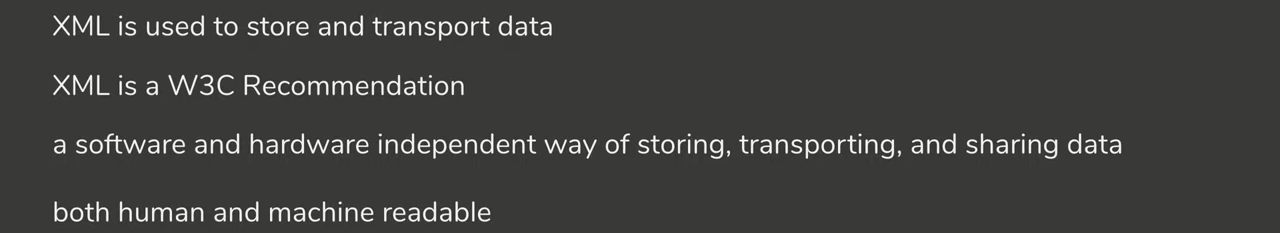 XML is used to store and transport data
XML is a W3C Recommendation
a software and hardware independent way of storing, transporting, and sharing data
both human and machine readable